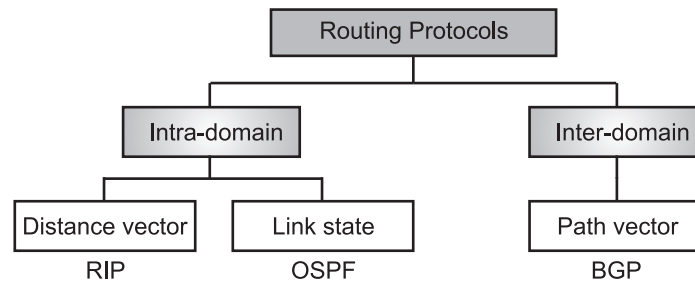 Routing Protocols
Intra-domain
Inter-domain
Distance vector
Link state
Path vector
RIP
OSPF
BGP